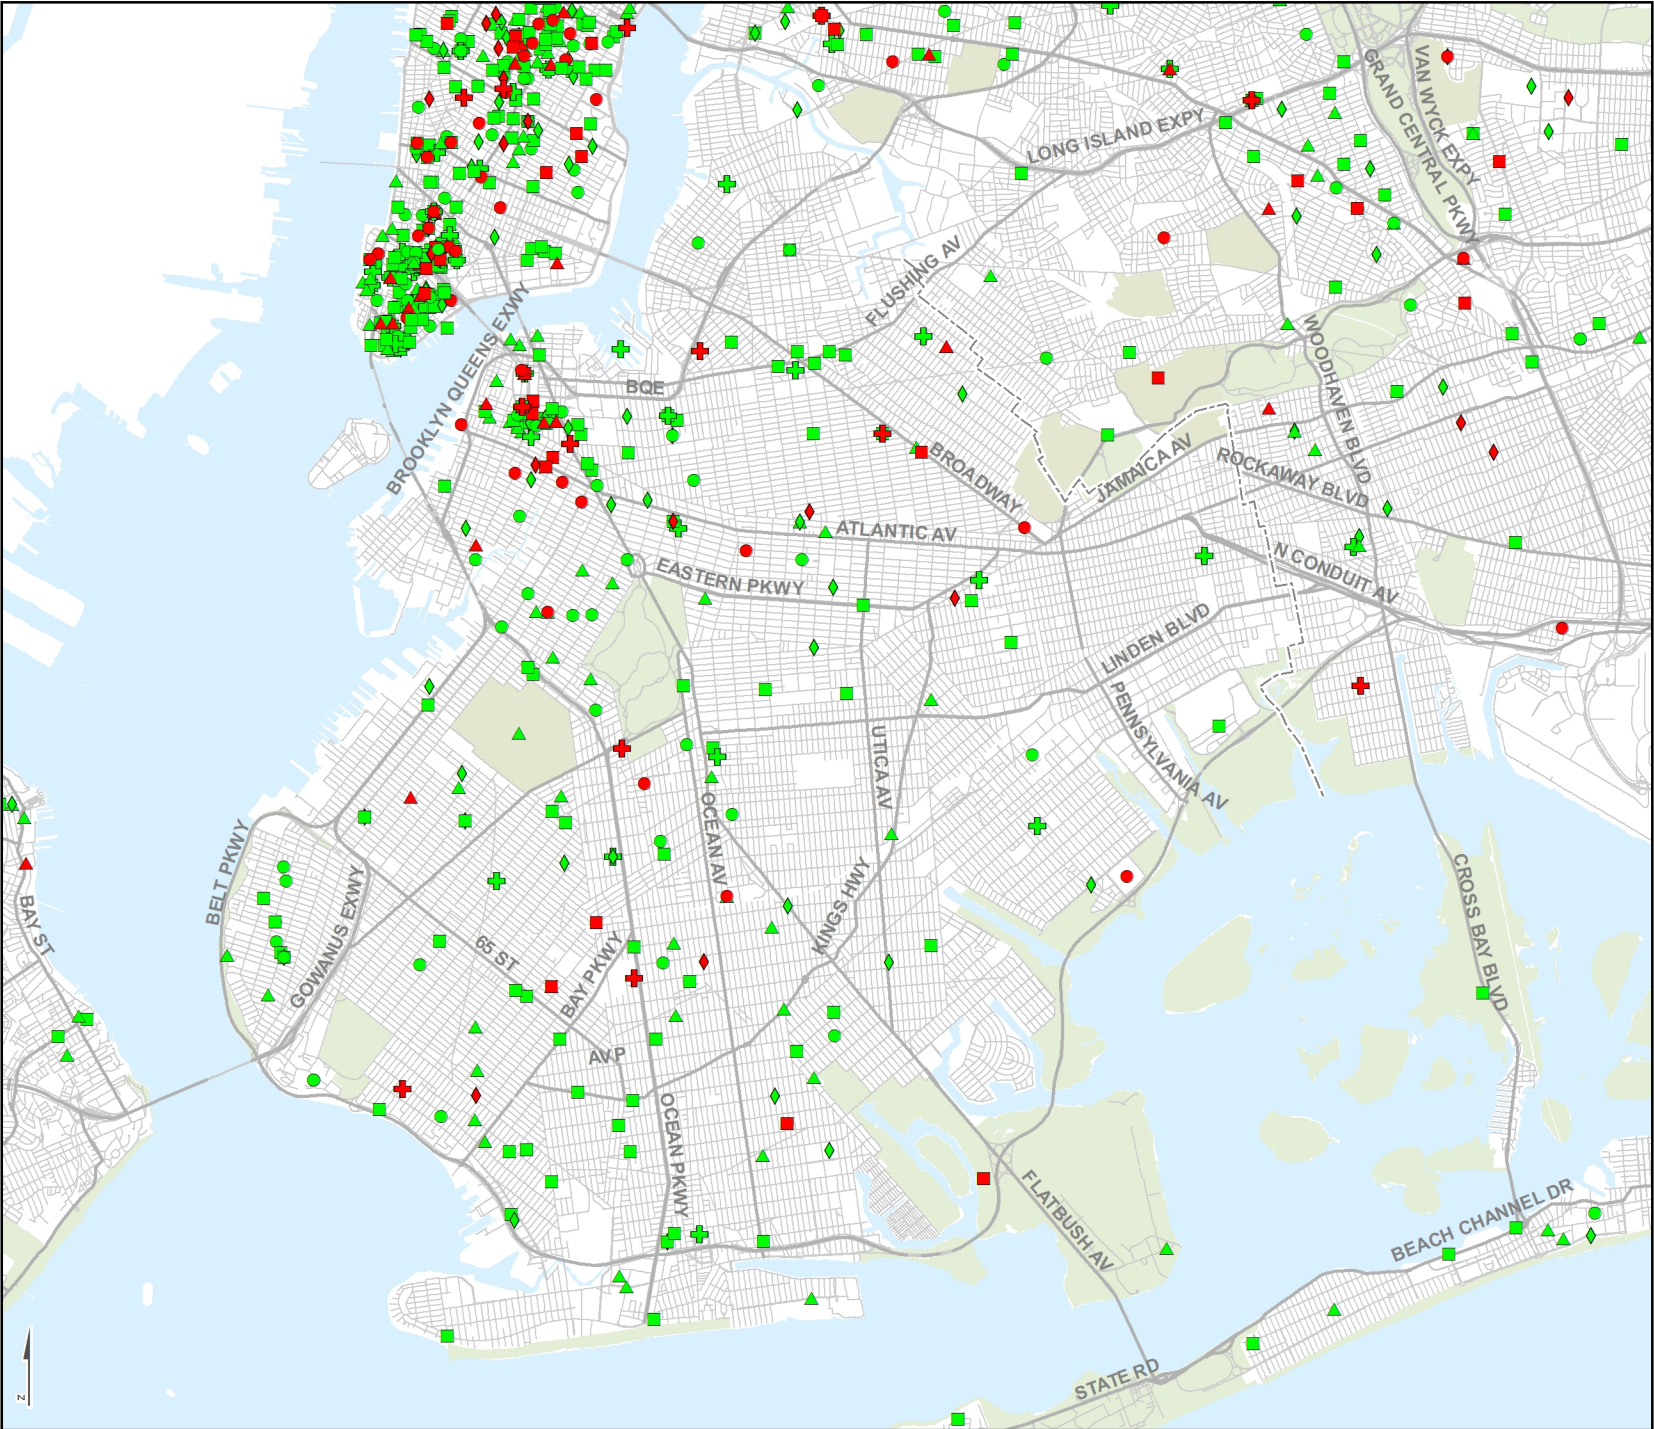 GRAND CENTRAL PKWY
VAN WYCK EXPY
LONG ISLAND EXPY
FLUSHING AV
BROOKLYN QUEENS EXWY
BQE
WOODHAVEN BLVD
BROADWAY
JAMAICA AV
ROCKAWAY BLVD
ATLANTIC AV
EASTERN PKWY
N CONDUIT AV
LINDEN BLVD
PENNSYLVANIA AV
UTICA AV
OCEAN AV
BELT PKWY
GOWANUS EXWY
BAY ST
65 ST
BAY PKWY
KINGS HWY
CROSS BAY BLVD
AV P
OCEAN PKWY
FLATBUSH AV
BEACH CHANNEL DR
STATE RD
N